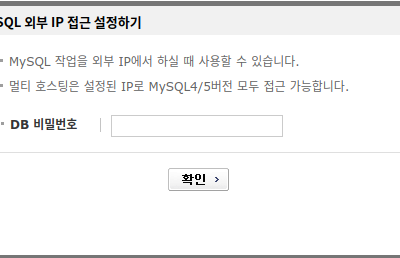 SQL 외부 IP 접근 설정하기
MySQL 작업을 외부 IP에서 하실 때 사용할 수 있습니다.
멀티 호스팅은 설정된 IP로 MySQL4/5버전 모두 접근 가능합니다.
DB 비밀번호
확인